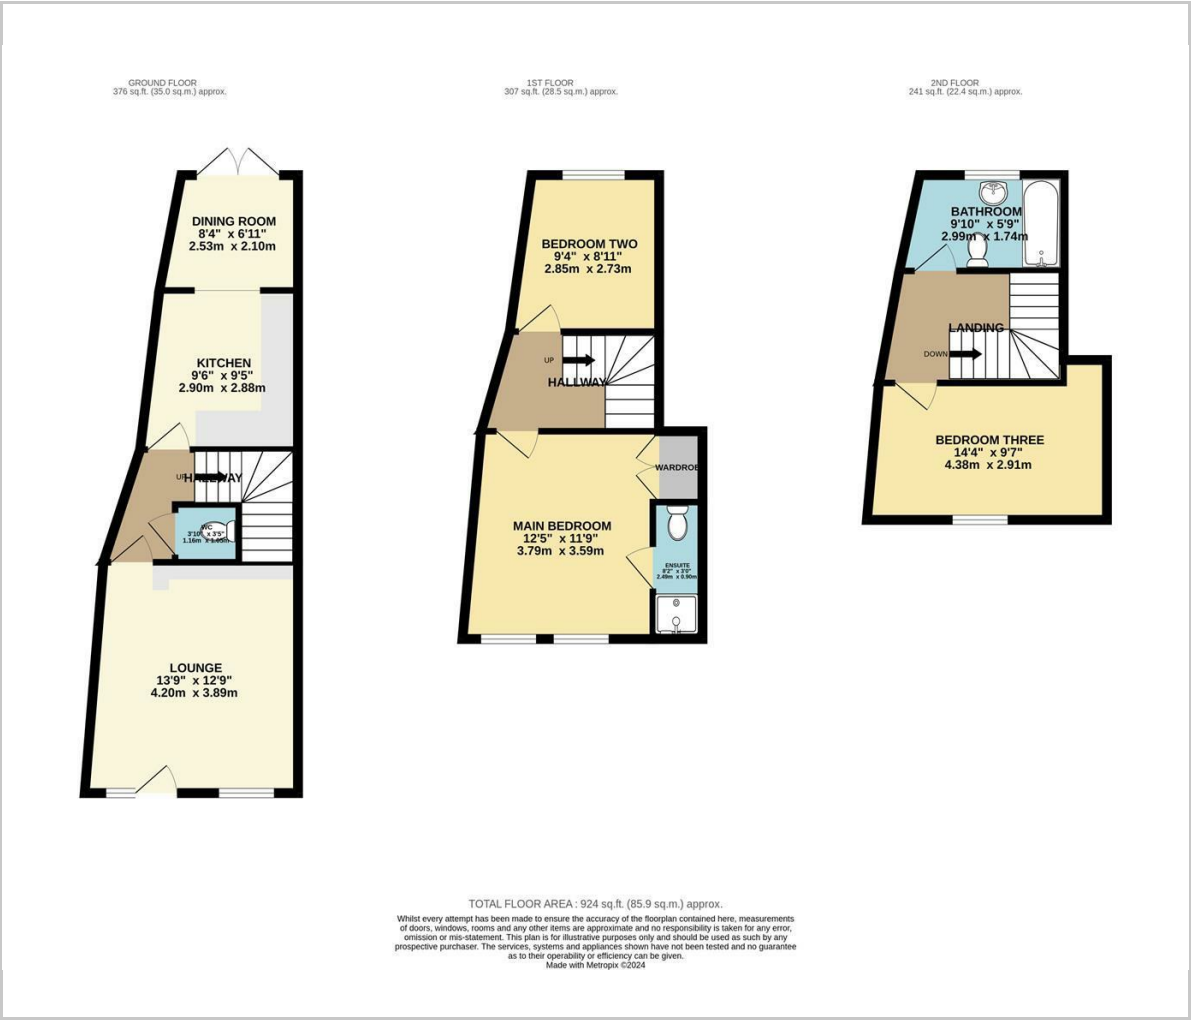 GROUND FLOOR
376 sq.ft. (35.0 sq.m.) approx.
DINING ROOM
8'4" x 6'11"
2.53m x 2.10m
KITCHEN
9'6" x 9'5"
2.90m x 2.88m
UP
HALLWAY
WC
3'10" x 3'5"
1.16m x
LOUNGE
13'9" x 12'9"
4.20m x 3.89m
1ST FLOOR
307 sq.ft. (28.5 sq.m.) approx.
BEDROOM TWO
9'4" x 8'11"
2.85m x 2.73m
UP
HALLWAY
WARDROB
MAIN BEDROOM
12'5" x 11'9"
3.79m x 3.59m
ENSUITE
8'2" x 3'0"
2.49m x 0.90m
2ND FLOOR
241 sq.ft. (22.4 sq.m.) approx.
BATHROOM
9'10" x 5'9"
2.99m x 1.74m
LANDING
DOWN
BEDROOM THREE
14'4" x 9'7"
4.38m x 2.91m
TOTAL FLOOR AREA : 924 sq.ft. (85.9 sq.m.) approx.
Whilst every attempt has been made to ensure the accuracy of the floorplan contained here, measurements
of doors, windows, rooms and any other items are approximate and no responsibility is taken for any error,
omission or mis-statement. This plan is for illustrative purposes only and should be used as such by any
prospective purchaser. The services, systems and appliances shown have not been tested and no guarantee
as to their operability or efficiency can be given.
Made with Metropix ©2024